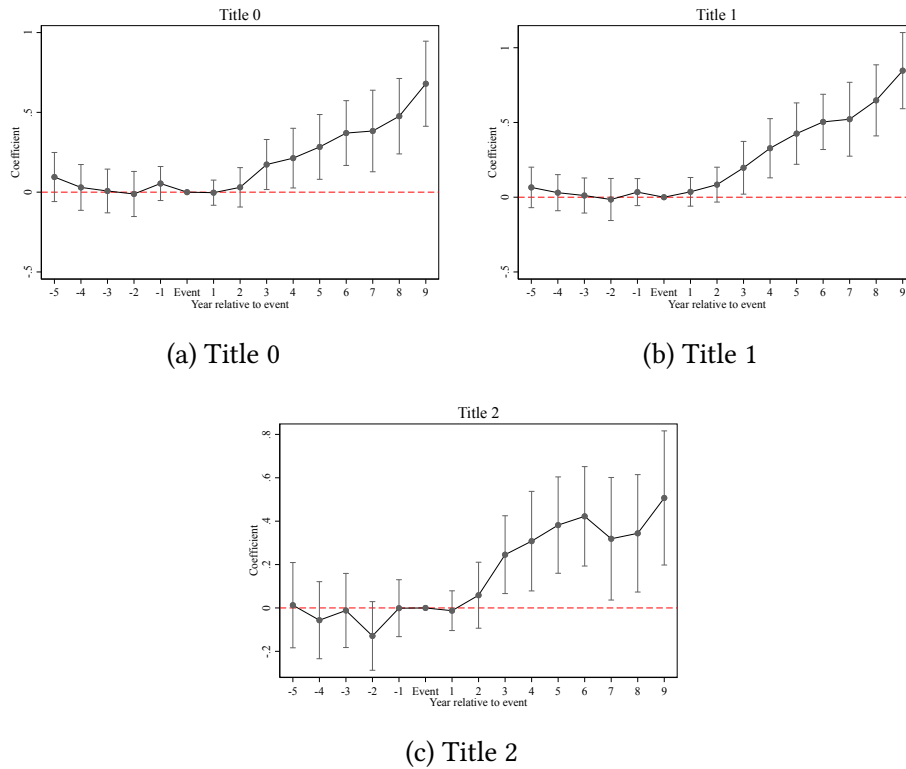 Title 0
1
.5
0
-.5
Coefficient
-5 -4 -3 -2 -1 Event 1 2 3 4 5 6 7 8 9
Year relative to event
(a) Title 0
Title 1
1
.5
0
-.5
Coefficient
-5 -4 -3 -2 -1 Event 1 2 3 4 5 6 7 8 9
Year relative to event
(b) Title 1
Title 2
.8
.6
.4
.2
0
-.2
Coefficient
-5 -4 -3 -2 -1 Event 1 2 3 4 5 6 7 8 9
Year relative to event
(c) Title 2